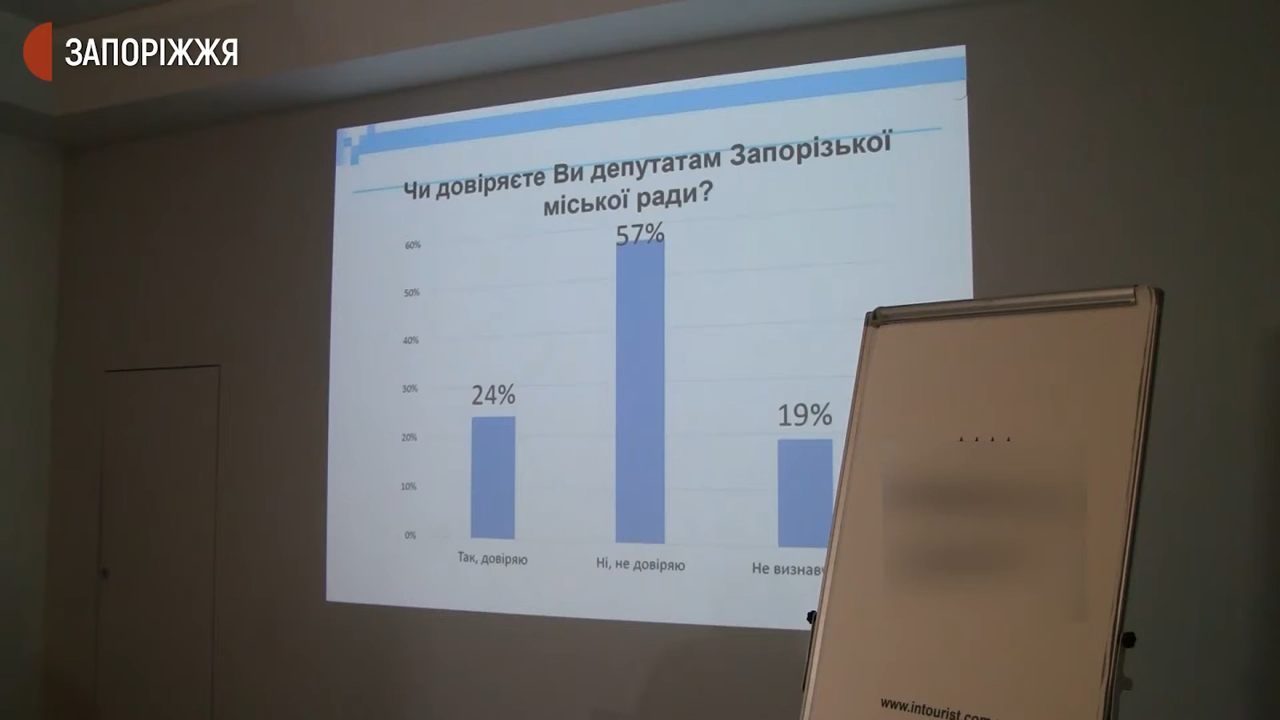 ЗАПОРІЖЖЯ
Чи довіряєте Ви депутатам Запорізької
міської ради?
57%
60%
50%
40%
30%
24%
19%
20%
10%
0%
Так, довіряю
Ні, не довіряю
Не
www.intourist.com